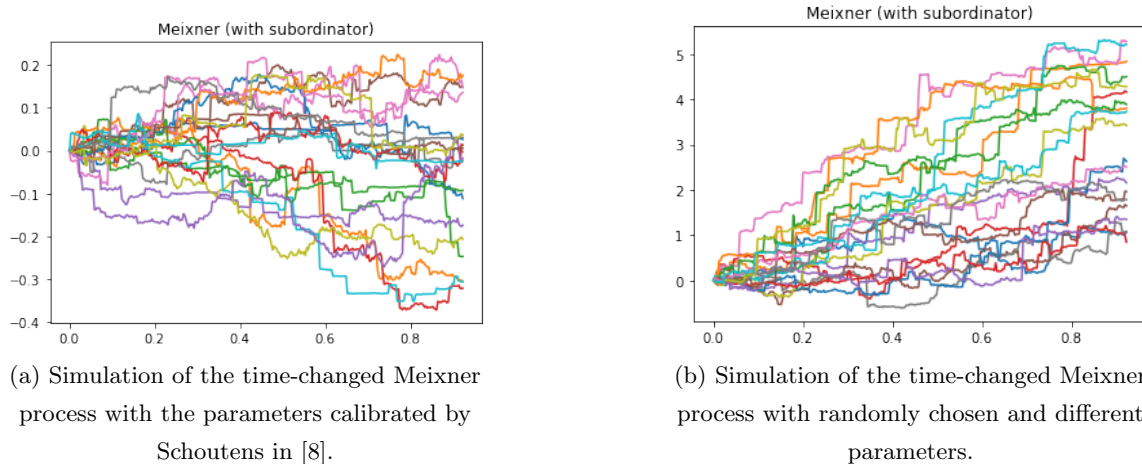 Meixner (with subordinator)
0.2
0.1
0.0
−0.1
−0.2
−0.3
−0.4
0.0 0.2 0.4 0.6 0.8
(a) Simulation of the time-changed Meixner
process with the parameters calibrated by
Schoutens in [8].
Meixner (with subordinator)
5
4
3
2
1
0
0.0 0.2 0.4 0.6 0.8
(b) Simulation of the time-changed Meixner
process with randomly chosen and different
parameters.